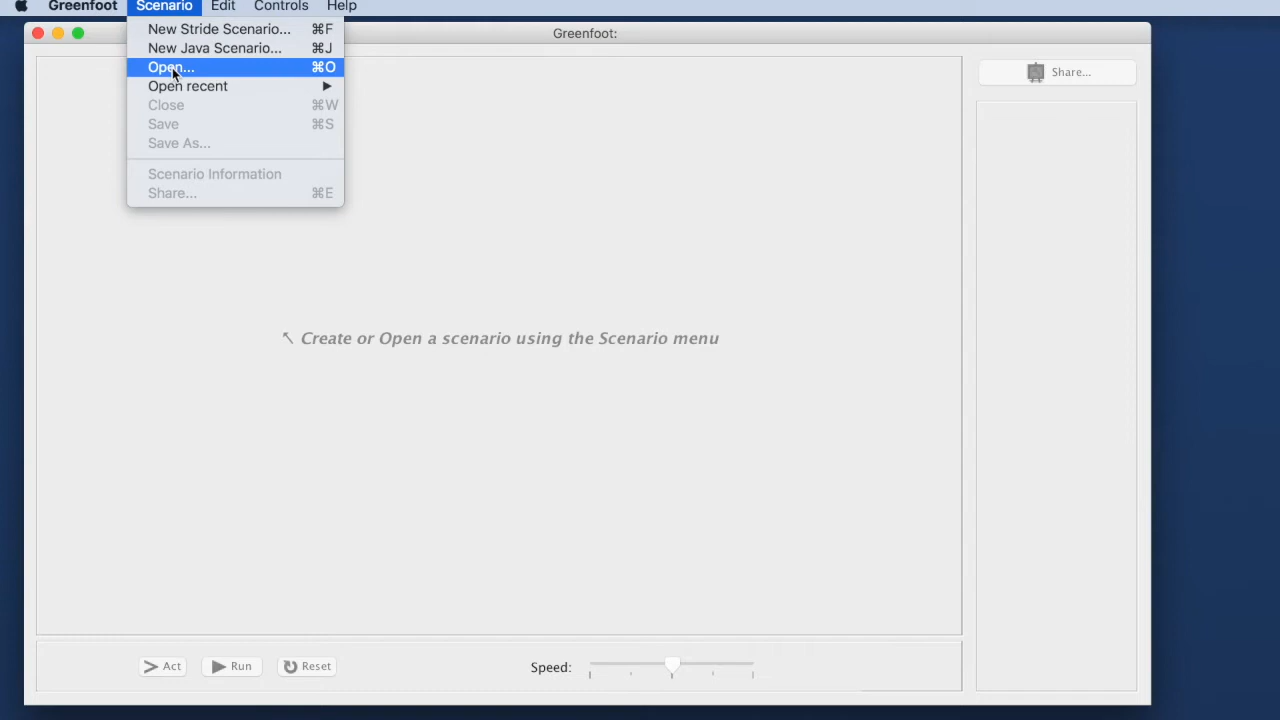 Greenfoot Scenario Edit Controls Help
Greenfoot:
New Stride Scenario... ⌘F
New Java Scenario... ⌘J
Open... ⌘O
Open recent ▶
Close ⌘W
Save ⌘S
Save As...
Scenario Information
Share... ⌘E
Share...
↖ Create or Open a scenario using the Scenario menu
Act Run Reset Speed: